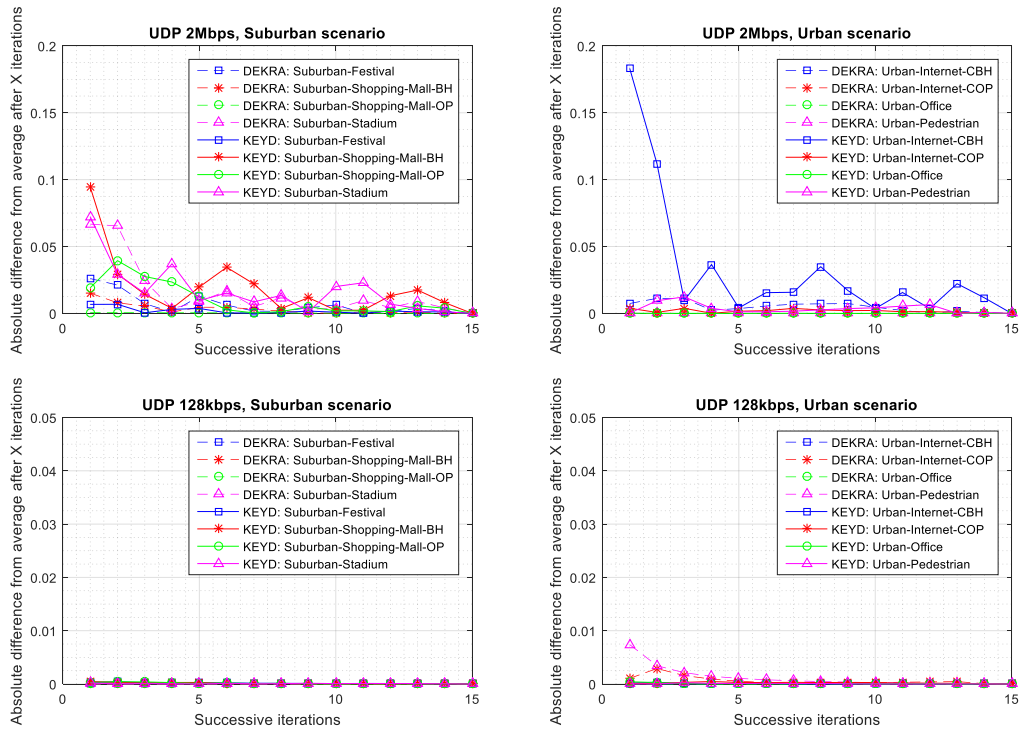 UDP 2Mbps, Suburban scenario
Absolute difference from average after X iterations
0.2
0.15
0.1
0.05
0
DEKRA: Suburban-Festival
DEKRA: Suburban-Shopping-Mall-BH
DEKRA: Suburban-Shopping-Mall-OP
DEKRA: Suburban-Stadium
KEYD: Suburban-Festival
KEYD: Suburban-Shopping-Mall-BH
KEYD: Suburban-Shopping-Mall-OP
KEYD: Suburban-Stadium
0 5 10 15
Successive iterations
UDP 2Mbps, Urban scenario
Absolute difference from average after X iterations
0.2
0.15
0.1
0.05
0
DEKRA: Urban-Internet-CBH
DEKRA: Urban-Internet-COP
DEKRA: Urban-Office
DEKRA: Urban-Pedestrian
KEYD: Urban-Internet-CBH
KEYD: Urban-Internet-COP
KEYD: Urban-Office
KEYD: Urban-Pedestrian
0 5 10 15
Successive iterations
UDP 128kbps, Suburban scenario
Absolute difference from average after X iterations
0.05
0.04
0.03
0.02
0.01
0
DEKRA: Suburban-Festival
DEKRA: Suburban-Shopping-Mall-BH
DEKRA: Suburban-Shopping-Mall-OP
DEKRA: Suburban-Stadium
KEYD: Suburban-Festival
KEYD: Suburban-Shopping-Mall-BH
KEYD: Suburban-Shopping-Mall-OP
KEYD: Suburban-Stadium
0 5 10 15
Successive iterations
UDP 128kbps, Urban scenario
Absolute difference from average after X iterations
0.05
0.04
0.03
0.02
0.01
0
DEKRA: Urban-Internet-CBH
DEKRA: Urban-Internet-COP
DEKRA: Urban-Office
DEKRA: Urban-Pedestrian
KEYD: Urban-Internet-CBH
KEYD: Urban-Internet-COP
KEYD: Urban-Office
KEYD: Urban-Pedestrian
0 5 10 15
Successive iterations